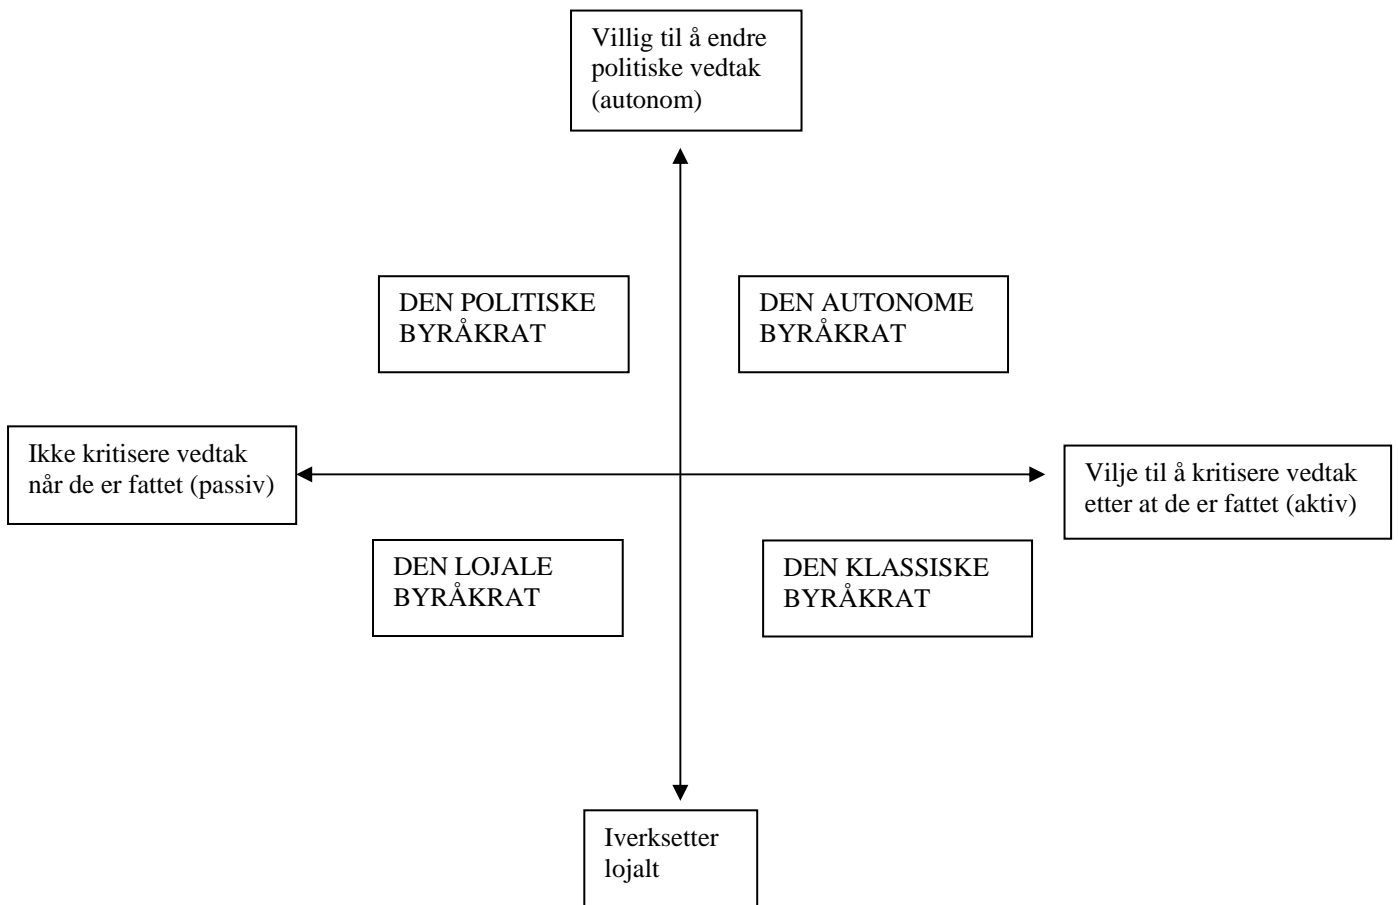 Villig til å endre
politiske vedtak
(autonom)
DEN POLITISKE
BYRÅKRAT
DEN AUTONOME
BYRÅKRAT
Ikke kritisere vedtak
når de er fattet (passiv)
Vilje til å kritisere vedtak
etter at de er fattet (aktiv)
DEN LOJALE
BYRÅKRAT
DEN KLASSISKE
BYRÅKRAT
Iverksetter
lojalt